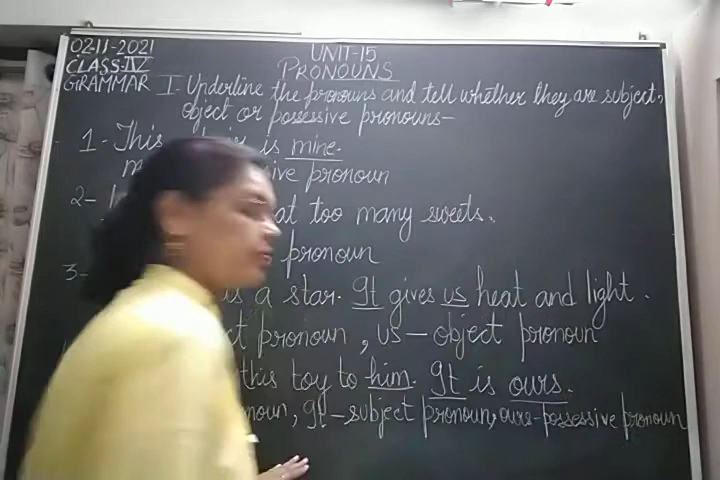 02-11-2021
UNIT-15
CLASS-IV
PRONOUNS
GRAMMAR
I- Underline the pronouns and tell whether they are subject,
object or possessive pronouns-
1- This is mine.
pronoun
2- too many sweets.
pronoun
3- is a star. It gives us heat and light.
pronoun, us-object pronoun
this toy to him. It is ours.
It-subject pronoun, ours-possessive pronoun